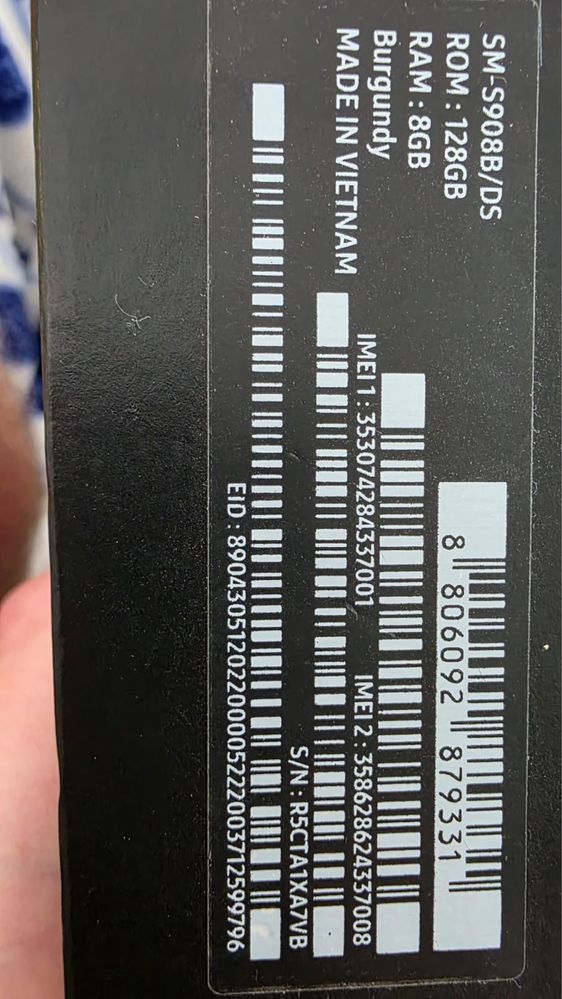 SM-S908B/DS
ROM : 128GB
RAM : 8GB
Burgundy
MADE IN VIETNAM
8 806092 879331
IMEI 1 : 353074284337001 IMEI 2 : 358628624337008
S/N : R5CTA1XA7VB
EID : 89043051202200005222003712599796